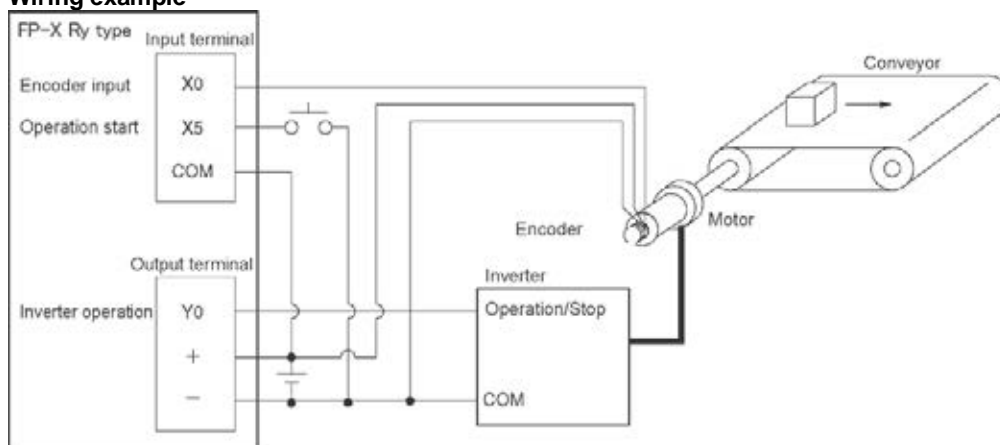 Wiring example
FP-X Ry type
Input terminal
Encoder input
X0
Operation start
X5
COM
Output terminal
Inverter operation
Y0
+
−
Encoder
Inverter
Operation/Stop
COM
Motor
Conveyor